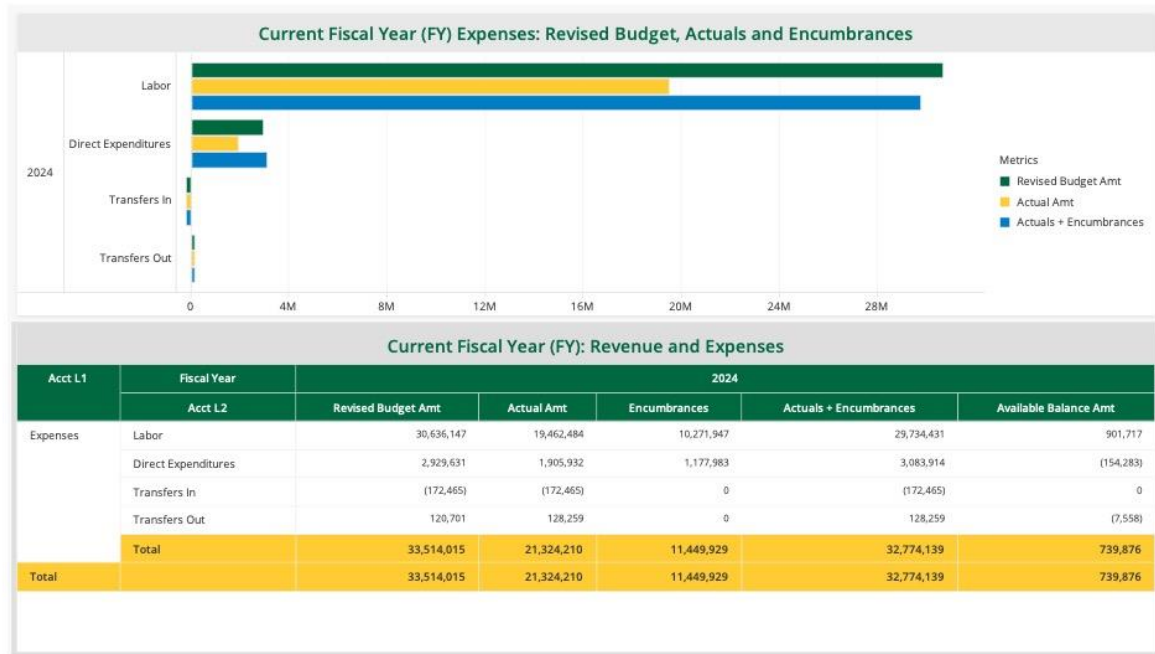 Current Fiscal Year (FY) Expenses: Revised Budget, Actuals and Encumbrances
2024
Labor
Direct Expenditures
Transfers In
Transfers Out
0 4M 8M 12M 16M 20M 24M 28M
Metrics
Revised Budget Amt
Actual Amt
Actuals + Encumbrances
Current Fiscal Year (FY): Revenue and Expenses
Acct L1 Fiscal Year 2024
Acct L2 Revised Budget Amt Actual Amt Encumbrances Actuals + Encumbrances Available Balance Amt
Expenses Labor 30,636,147 19,462,484 10,271,947 29,734,431 901,717
Direct Expenditures 2,929,631 1,905,932 1,177,983 3,083,914 (154,283)
Transfers In (172,465) (172,465) 0 (172,465) 0
Transfers Out 120,701 128,259 0 128,259 (7,558)
Total 33,514,015 21,324,210 11,449,929 32,774,139 739,876
Total 33,514,015 21,324,210 11,449,929 32,774,139 739,876